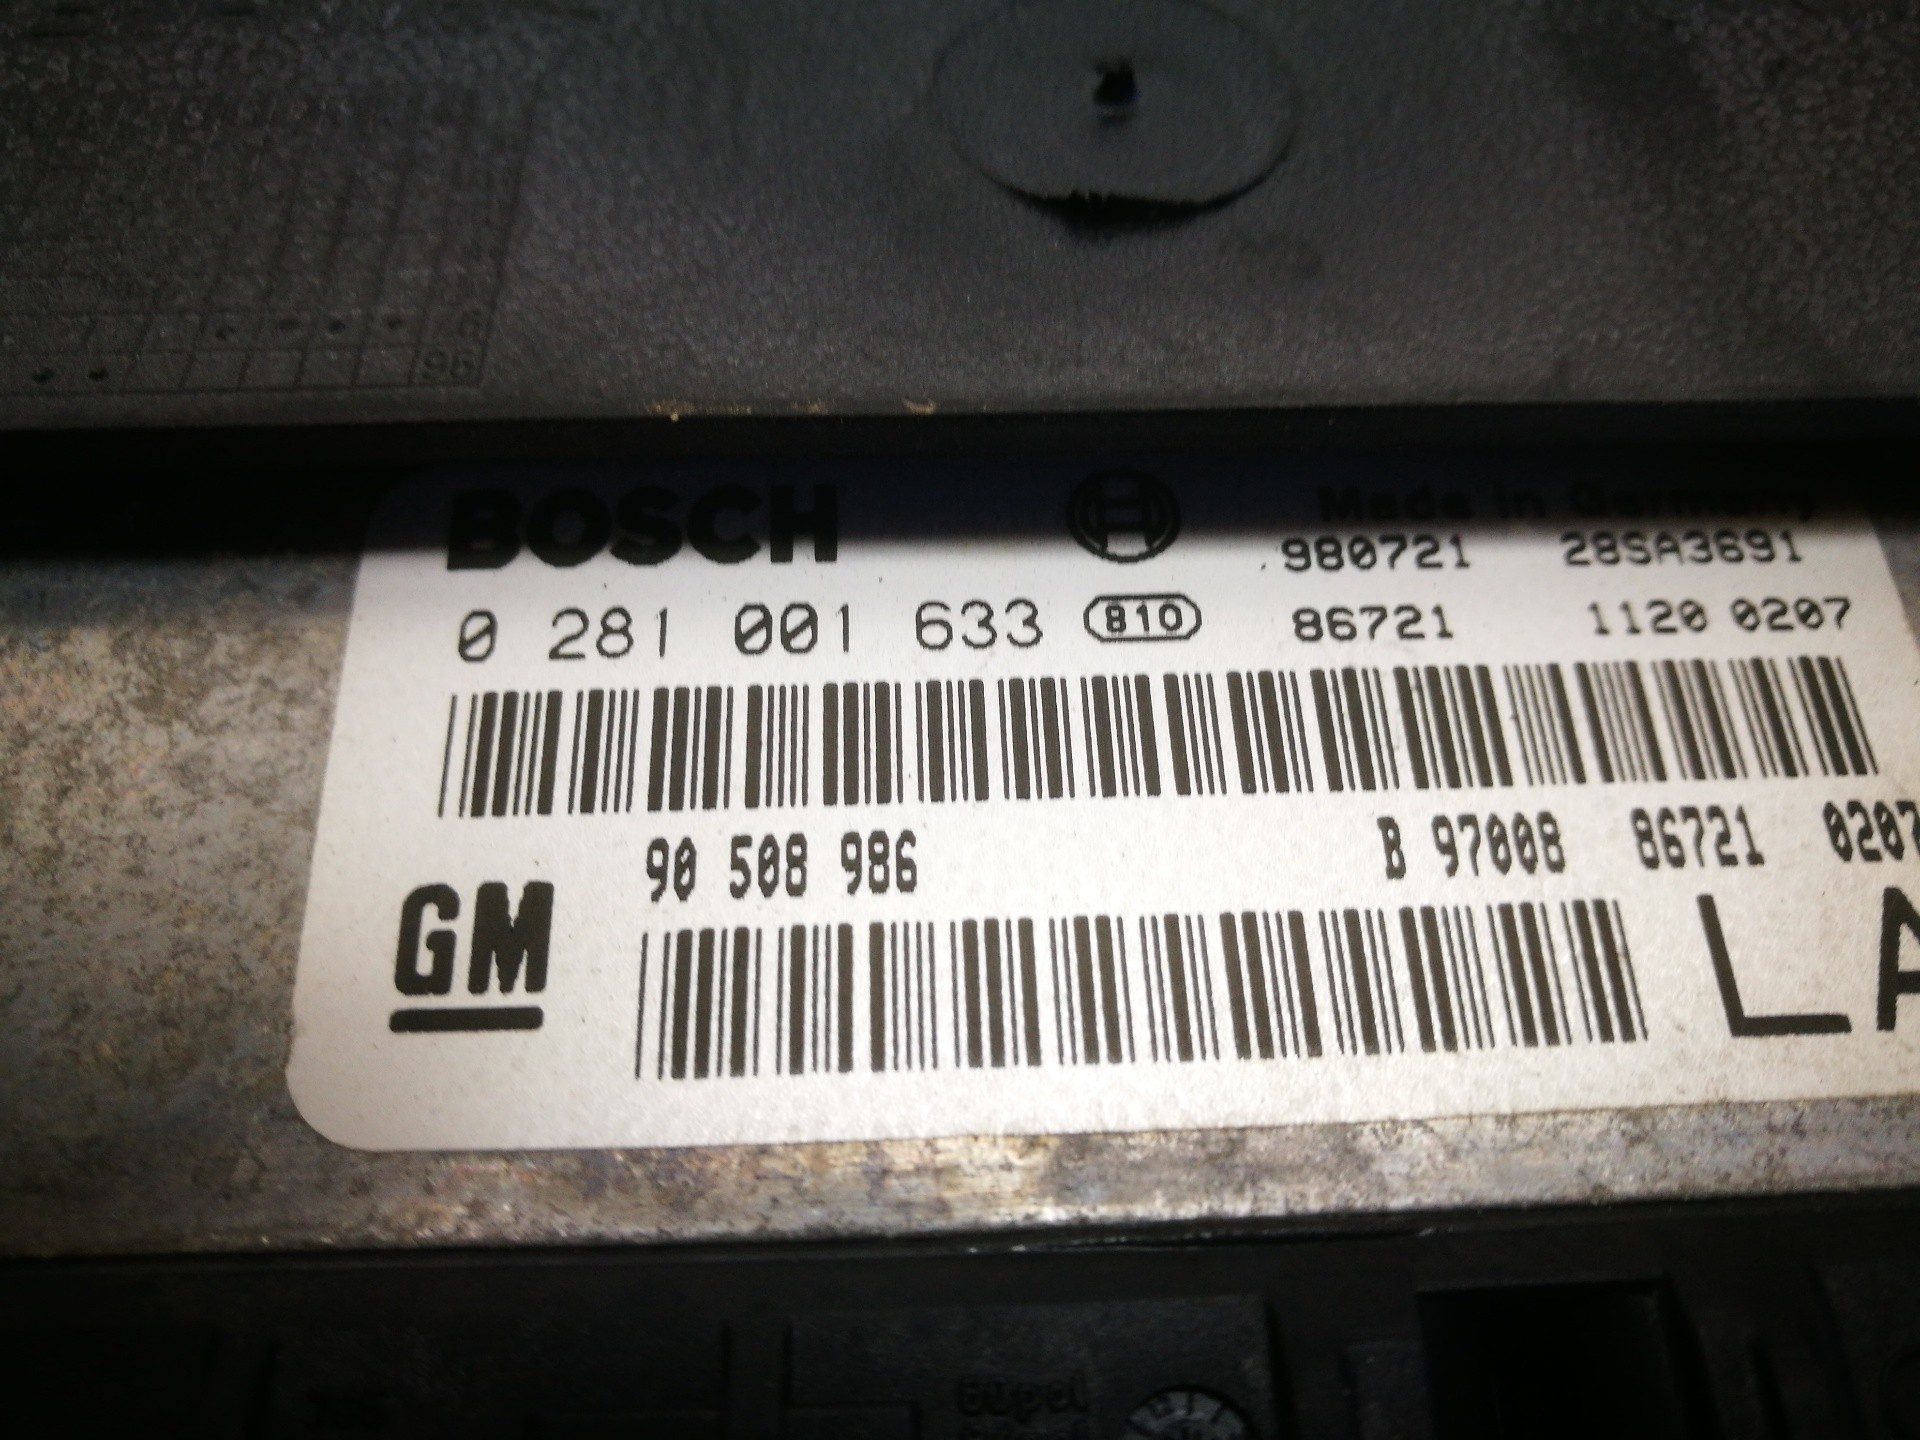 96
BOSCH Made in Germany
980721 28SA3691
0 281 001 633 810 86721 1120 0207
90 508 986 B 97008 86721 0207
GM LA